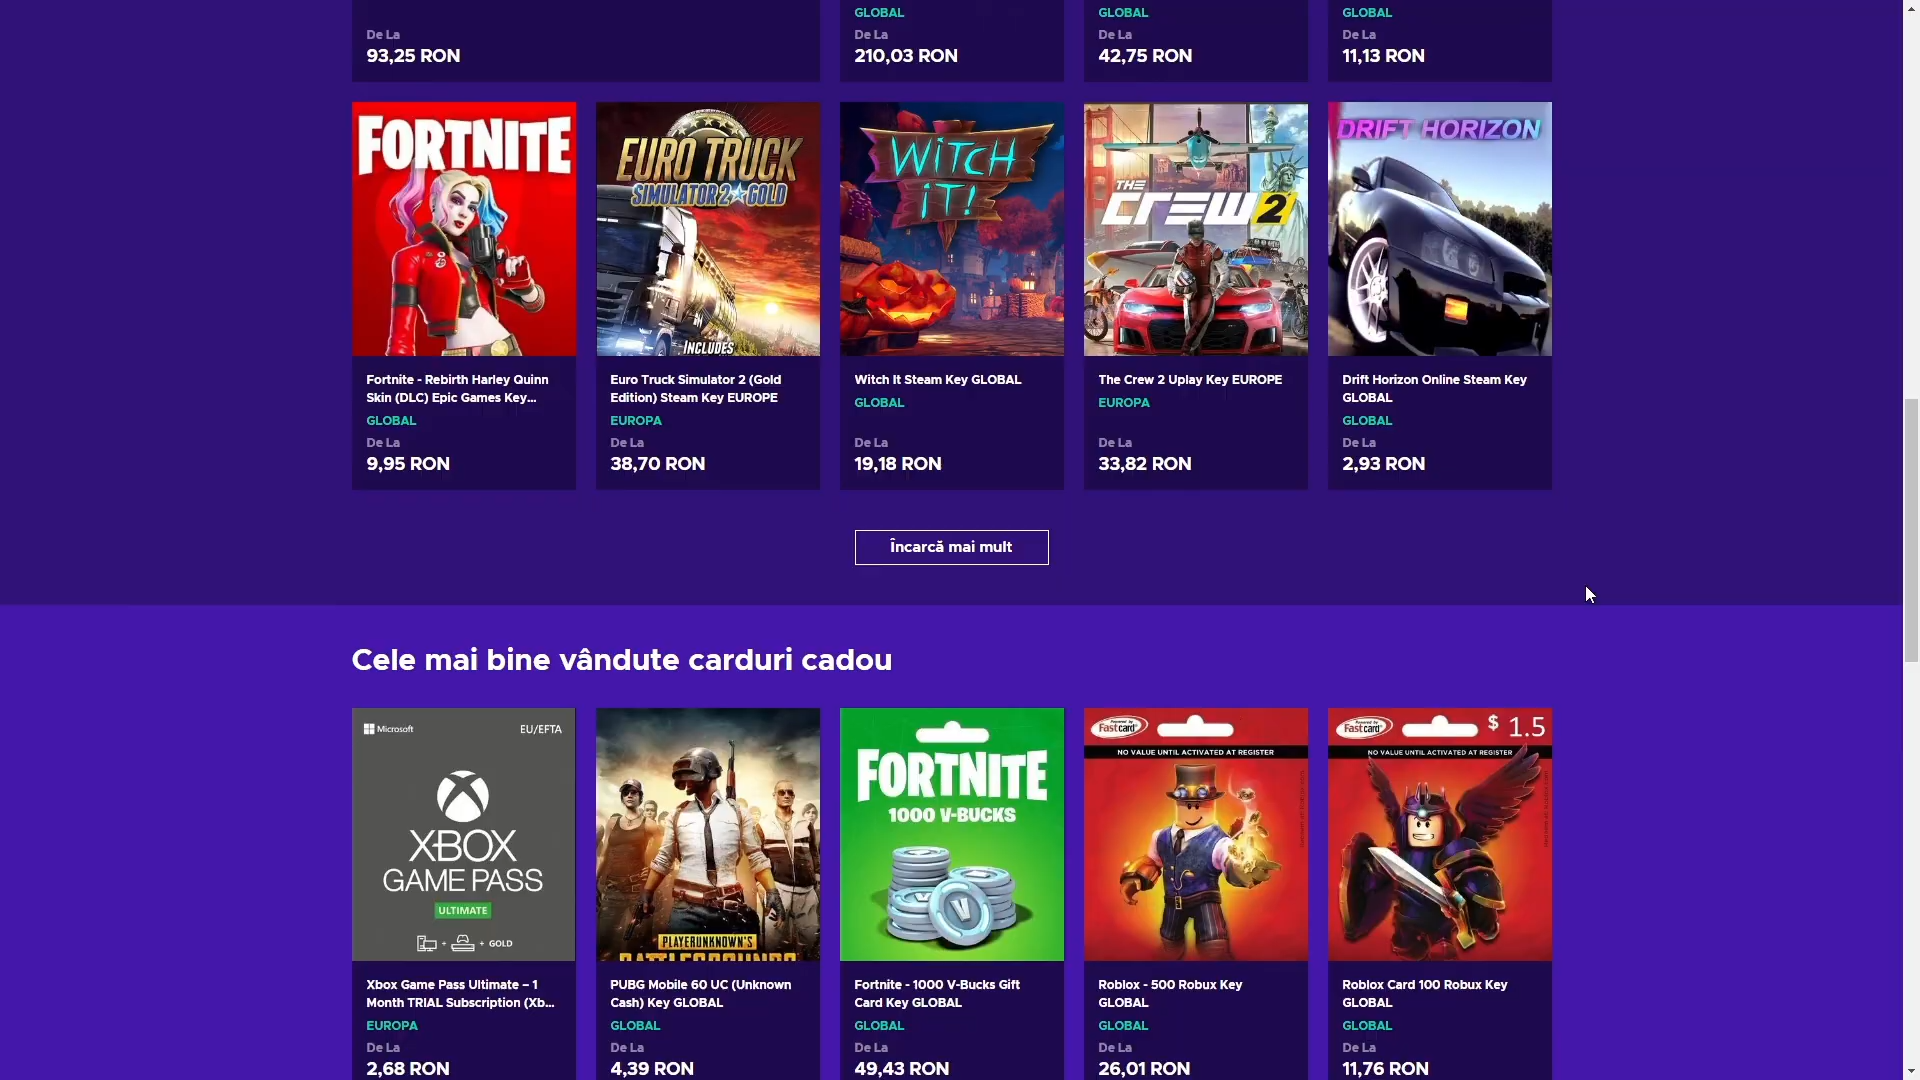 GLOBAL
GLOBAL
GLOBAL
De La
De La
De La
De La
93,25 RON
210,03 RON
42,75 RON
11,13 RON
FORTNITE
EURO TRUCK
SIMULATOR 2 GOLD
INCLUDES
WiTCH
iT!
THE
CREW 2
DRIFT HORIZON
Fortnite - Rebirth Harley Quinn
Skin (DLC) Epic Games Key...
GLOBAL
De La
9,95 RON
Euro Truck Simulator 2 (Gold
Edition) Steam Key EUROPE
EUROPA
De La
38,70 RON
Witch It Steam Key GLOBAL
GLOBAL
De La
19,18 RON
The Crew 2 Uplay Key EUROPE
EUROPA
De La
33,82 RON
Drift Horizon Online Steam Key
GLOBAL
GLOBAL
De La
2,93 RON
Încarcă mai mult
Cele mai bine vândute carduri cadou
Microsoft
EU/EFTA
XBOX
GAME PASS
ULTIMATE
+ + GOLD
PLAYERUNKNOWN'S
BATTLEGROUNDS
FORTNITE
1000 V-BUCKS
Powered by
Fastcard
NO VALUE UNTIL ACTIVATED AT REGISTER
Powered by
Fastcard
$ 1.5
NO VALUE UNTIL ACTIVATED AT REGISTER
Xbox Game Pass Ultimate – 1
Month TRIAL Subscription (Xb...
EUROPA
De La
2,68 RON
PUBG Mobile 60 UC (Unknown
Cash) Key GLOBAL
GLOBAL
De La
4,39 RON
Fortnite - 1000 V-Bucks Gift
Card Key GLOBAL
GLOBAL
De La
49,43 RON
Roblox - 500 Robux Key
GLOBAL
GLOBAL
De La
26,01 RON
Roblox Card 100 Robux Key
GLOBAL
GLOBAL
De La
11,76 RON